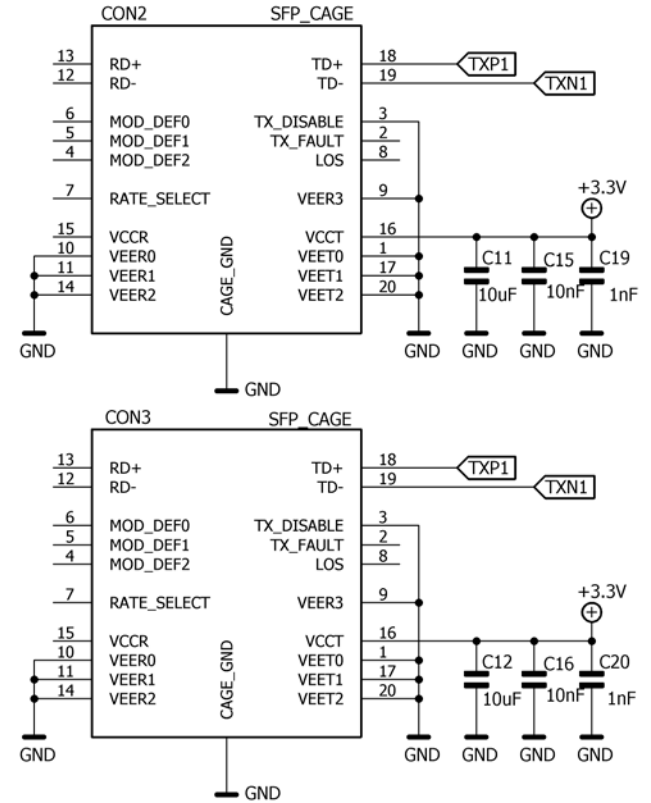 CON2 SFP_CAGE
13 RD+ TD+ 18 TXP1
12 RD- TD- 19 TXN1
6 MOD_DEF0 TX_DISABLE 3
5 MOD_DEF1 TX_FAULT 2
4 MOD_DEF2 LOS 8
7 RATE_SELECT VEER3 9
+3.3V
15 VCCR VCCT 16
10 VEER0 VEET0 1
11 VEER1 VEET1 17
14 VEER2 VEET2 20
CAGE_GND
C11 C15 C19
10uF 10nF 1nF
GND GND GND GND GND
GND
CON3 SFP_CAGE
13 RD+ TD+ 18 TXP1
12 RD- TD- 19 TXN1
6 MOD_DEF0 TX_DISABLE 3
5 MOD_DEF1 TX_FAULT 2
4 MOD_DEF2 LOS 8
7 RATE_SELECT VEER3 9
+3.3V
15 VCCR VCCT 16
10 VEER0 VEET0 1
11 VEER1 VEET1 17
14 VEER2 VEET2 20
CAGE_GND
C12 C16 C20
10uF 10nF 1nF
GND GND GND GND GND
GND